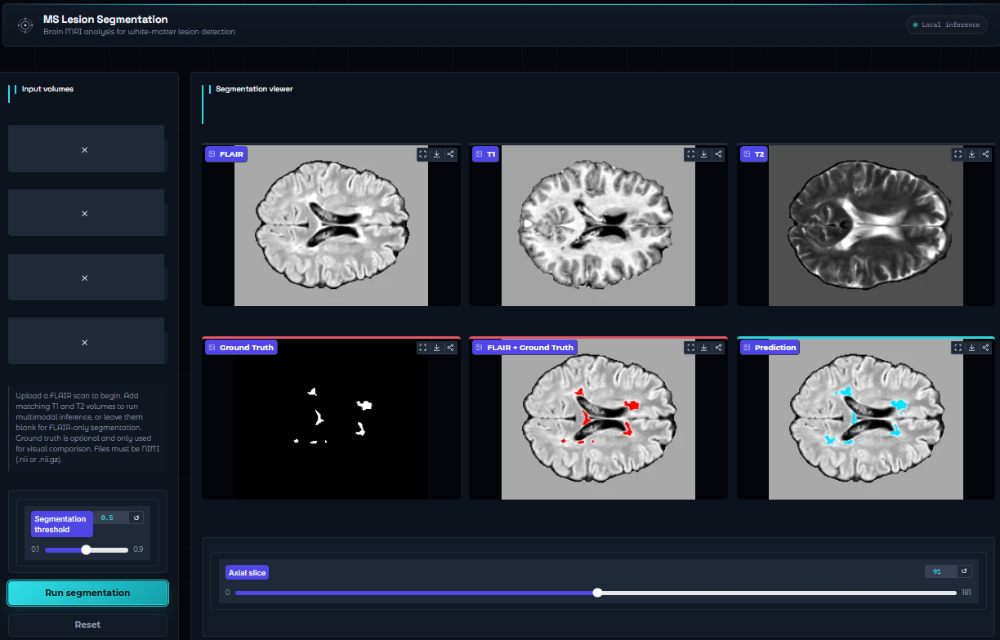 MS Lesion Segmentation
Brain MRI analysis for white-matter lesion detection
Local inference
Input volumes
Upload a FLAIR scan to begin. Add
matching T1 and T2 volumes to run
multimodal inference, or leave them
blank for FLAIR-only segmentation.
Ground truth is optional and only used
for visual comparison. Files must be NIfTI
(.nii or .nii.gz).
Segmentation
threshold
0.5
0.1
0.9
Run segmentation
Reset
Segmentation viewer
FLAIR
T1
T2
Ground Truth
FLAIR + Ground Truth
Prediction
Axial slice
91
0
181